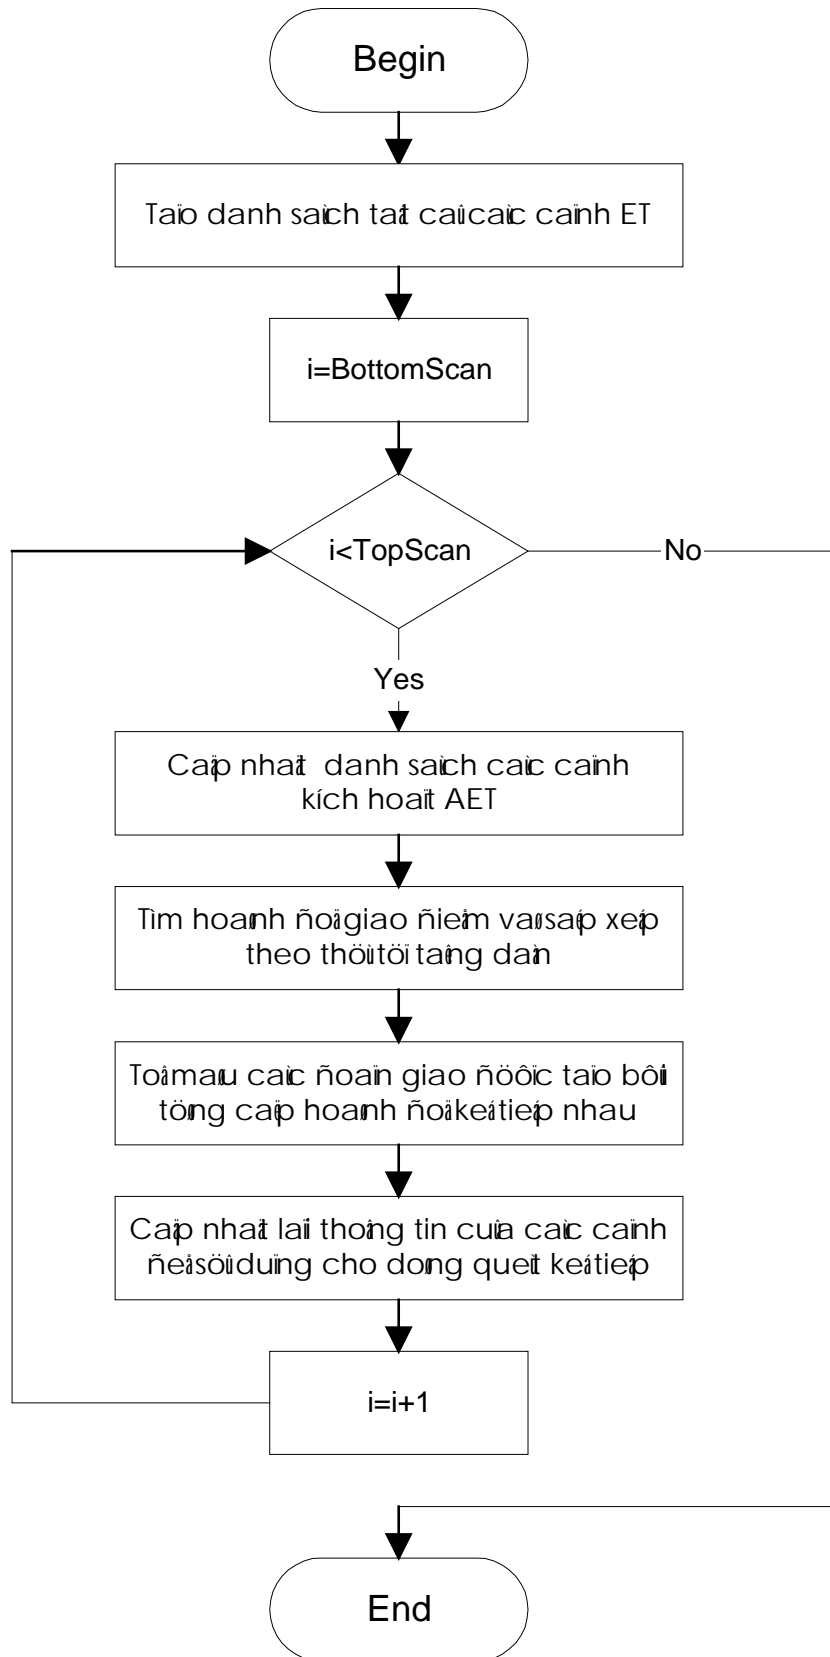 Begin
Taïo danh saùch taát caû caùc caïnh ET
i=BottomScan
i<TopScan
No
Yes
Caäp nhaät danh saùch caùc caïnh
kích hoaït AET
Tìm hoaønh ñoä giao ñieåm vaø saép xeáp
theo thöù töï taêng daàn
Toâ maøu caùc ñoaïn giao ñöôïc taïo bôûi
töøng caëp hoaønh ñoä keá tieáp nhau
Caäp nhaät laïi thoâng tin cuûa caùc caïnh
ñeå söû duïng cho doøng queùt keá tieáp
i=i+1
End